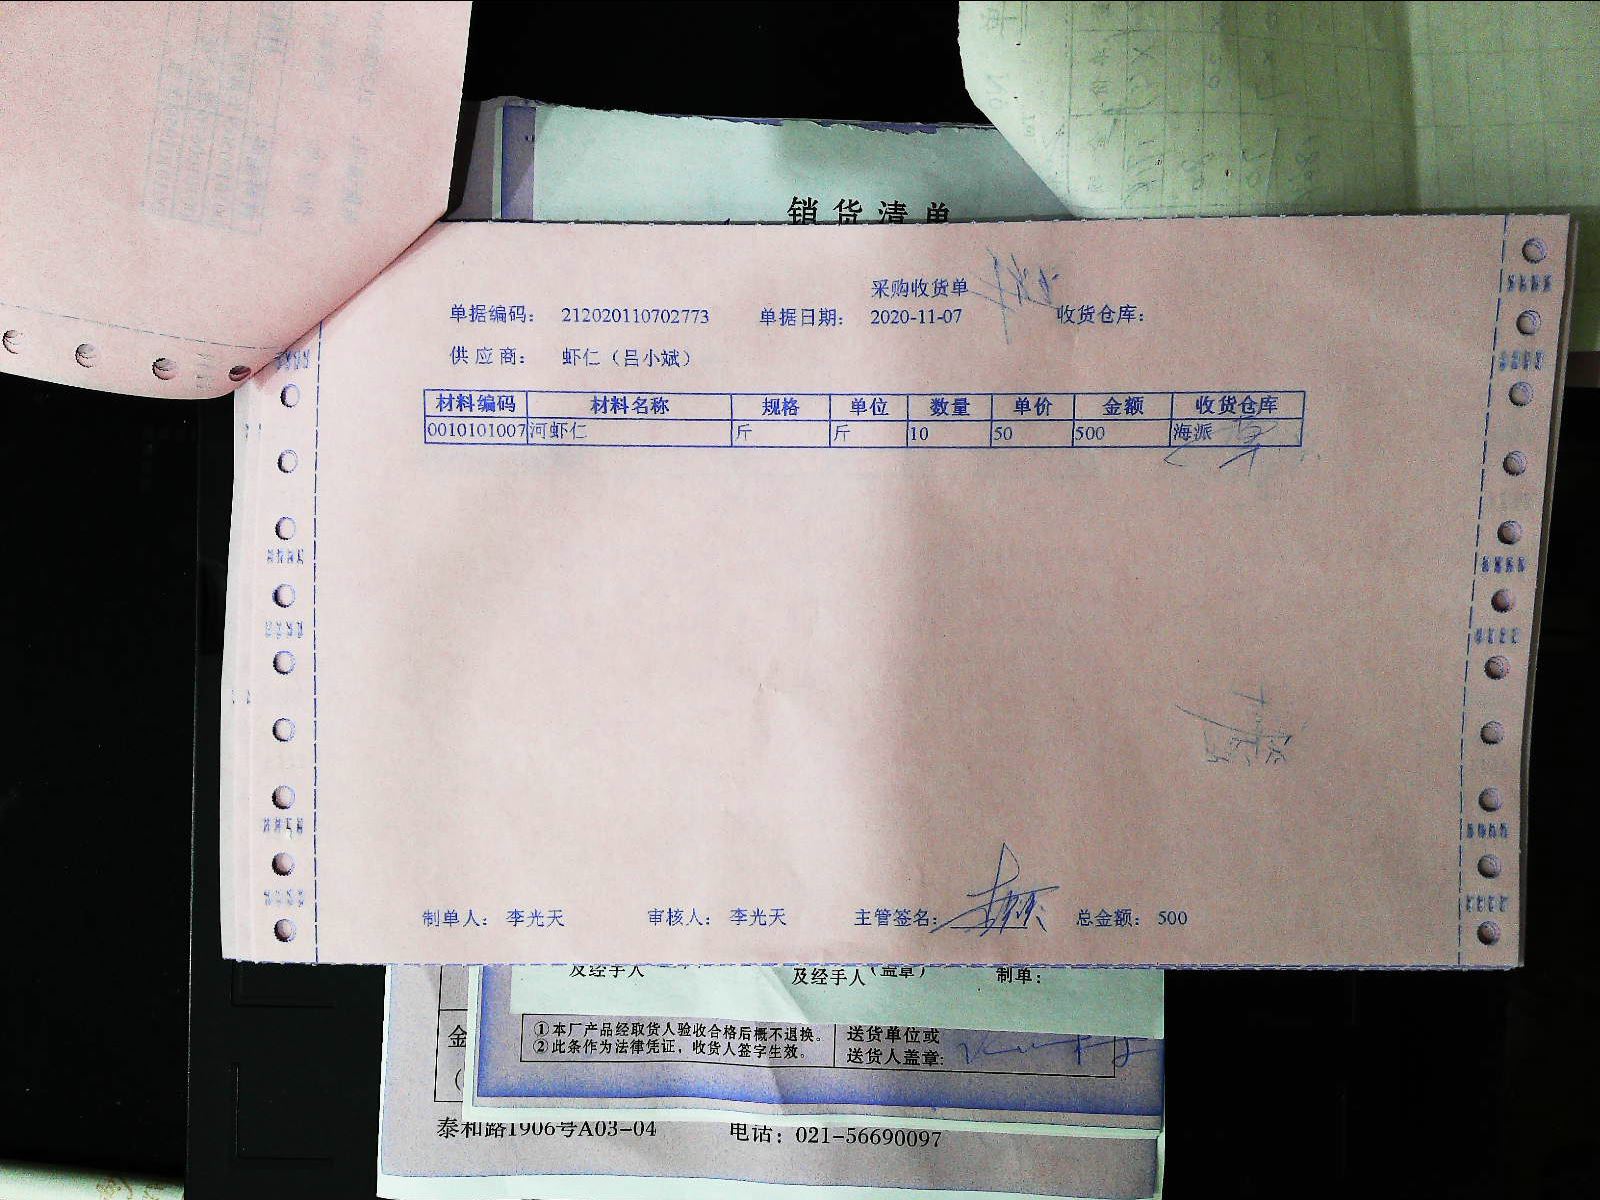 销货清单
采购收货单
单据编码： 212020110702773 单据日期： 2020-11-07 收货仓库：
供应商： 虾仁（吕小斌）
材料编码 材料名称 规格 单位 数量 单价 金额 收货仓库
0010101007 河虾仁 斤 斤 10 50 500 海派
制单人： 李光天 审核人： 李光天 主管签名： 总金额： 500
及经手人 及经手人（盖章） 制单：
①本厂产品经取货人验收合格后概不退换。 送货单位或
②此条作为法律凭证，收货人签字生效。 送货人盖章：
金
泰和路1906号A03-04 电话：021-56690097